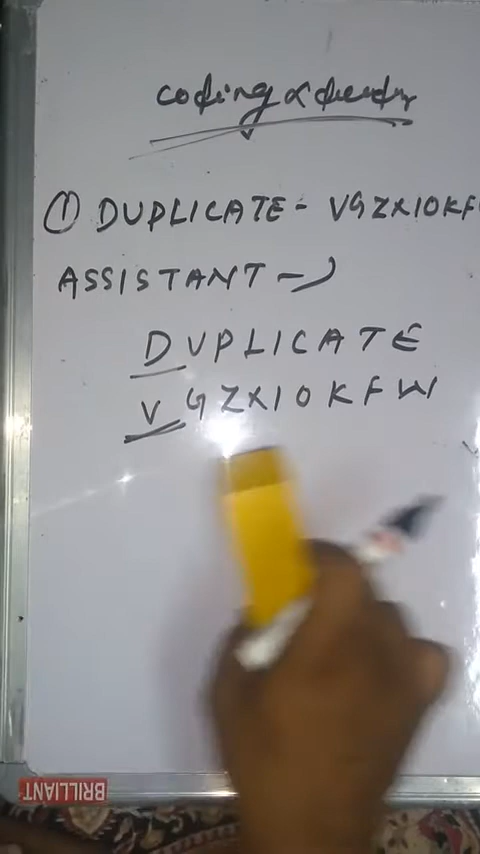 coding & decoding
① DUPLICATE - VGZXIOKF
ASSISTANT -
DUPLICATE
VGZXIOKFW
BRILLIANT